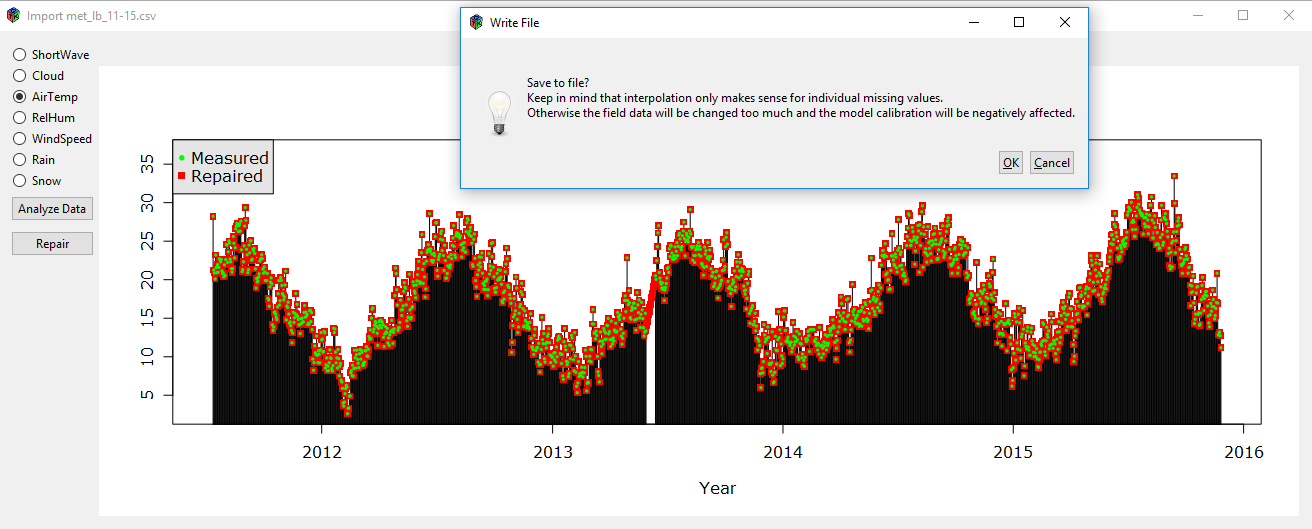 Import met_lb_11-15.csv
Write File
Save to file?
Keep in mind that interpolation only makes sense for individual missing values.
Otherwise the field data will be changed too much and the model calibration will be negatively affected.
OK Cancel
ShortWave
Cloud
AirTemp
RelHum
WindSpeed
Rain
Snow
Analyze Data
Repair
Measured
Repaired
35
30
25
20
15
10
5
2012 2013 2014 2015 2016
Year